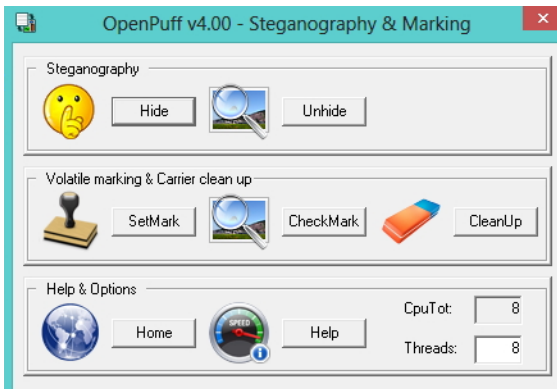 OpenPuff v4.00 - Steganography & Marking
Steganography
Hide
Unhide
Volatile marking & Carrier clean up
SetMark
CheckMark
CleanUp
Help & Options
Home
SPEED
Help
CpuTot: 8
Threads: 8